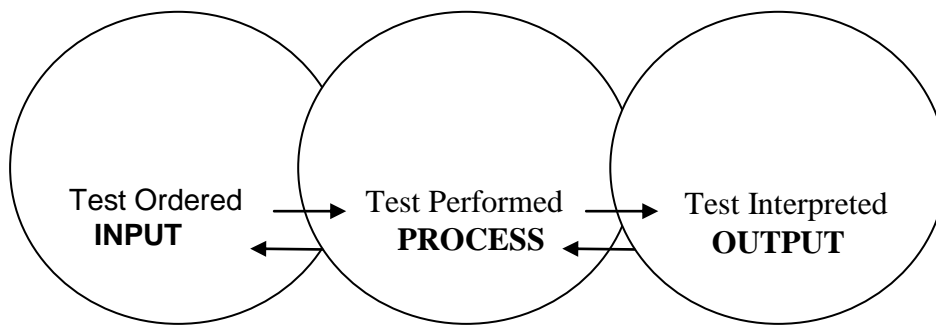 Test Ordered
INPUT
Test Performed
PROCESS
Test Interpreted
OUTPUT